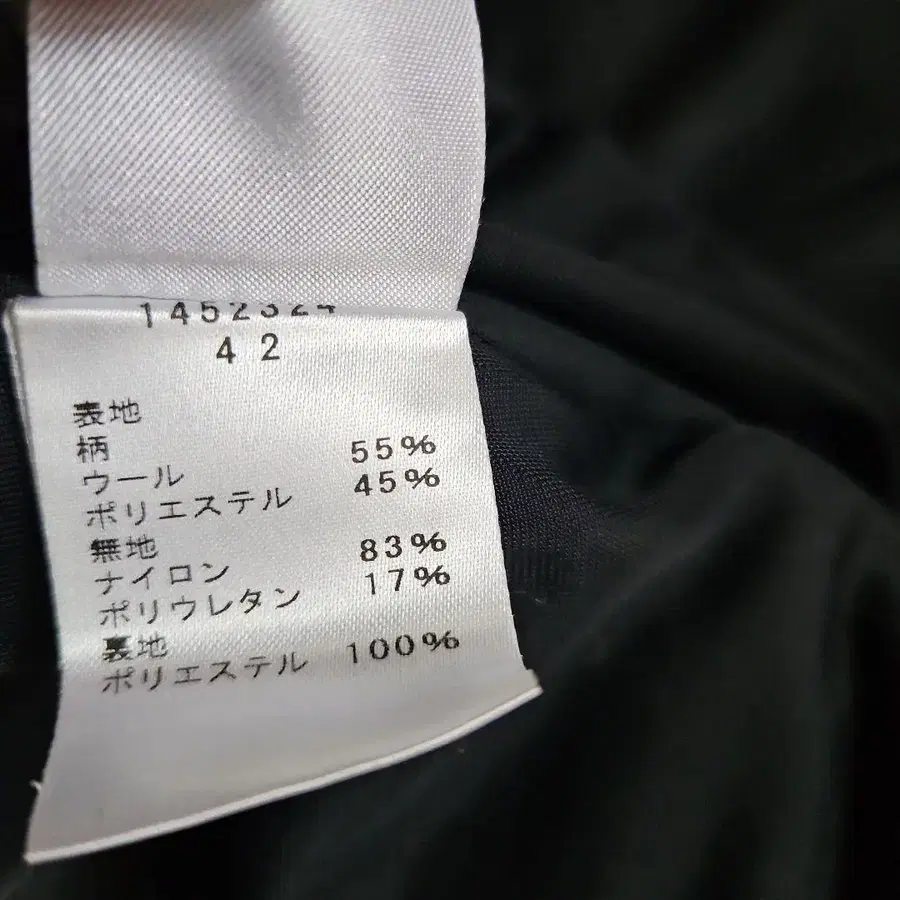 1452324
42
表地
柄
ウール 55%
ポリエステル 45%
無地
ナイロン 83%
ポリウレタン 17%
裏地
ポリエステル 100%